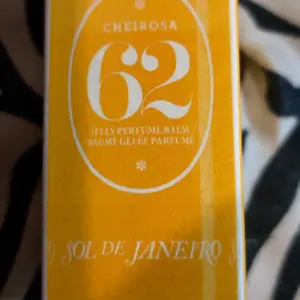 CHEIROSA
62
JELLY PERFUME BALM
BAUME GELÉE PARFUMÉ
SOL DE JANEIRO